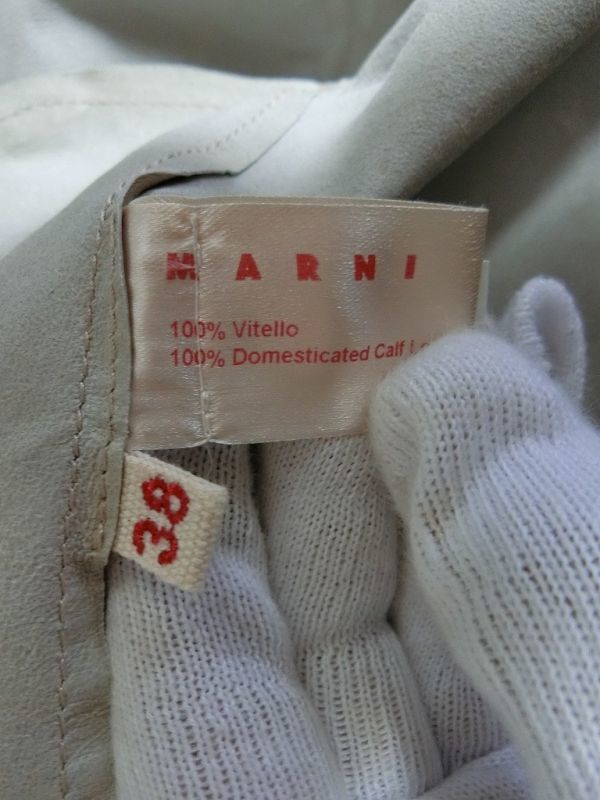 MARNI
100% Vitello
100% Domesticated Calf
38